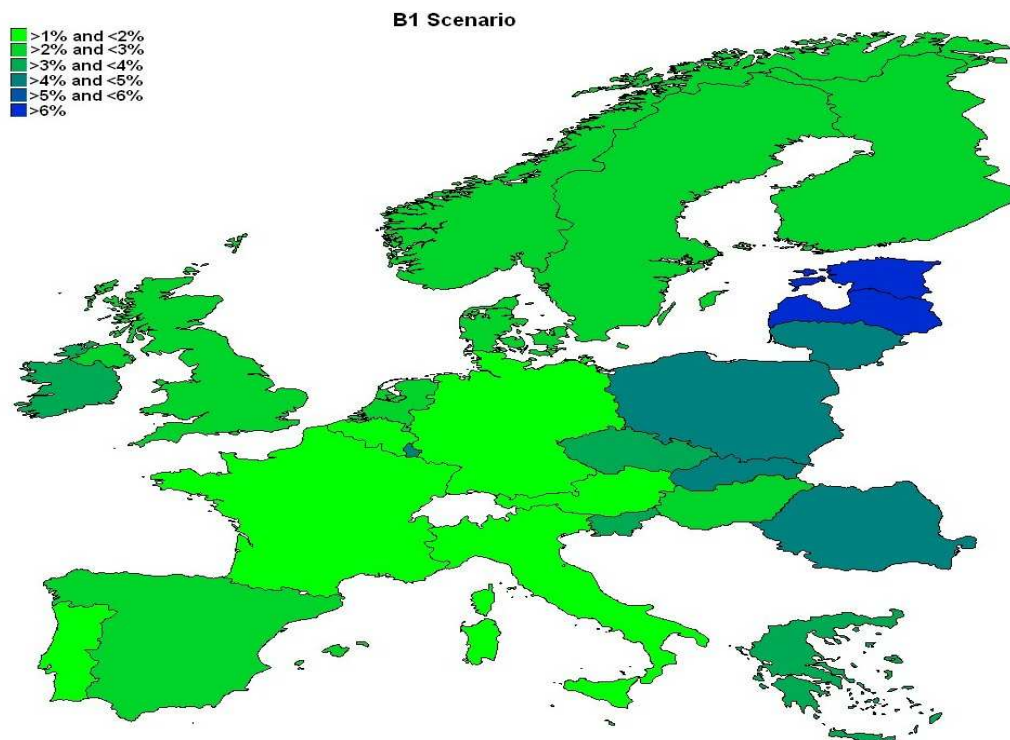 B1 Scenario
>1% and <2%
>2% and <3%
>3% and <4%
>4% and <5%
>5% and <6%
>6%